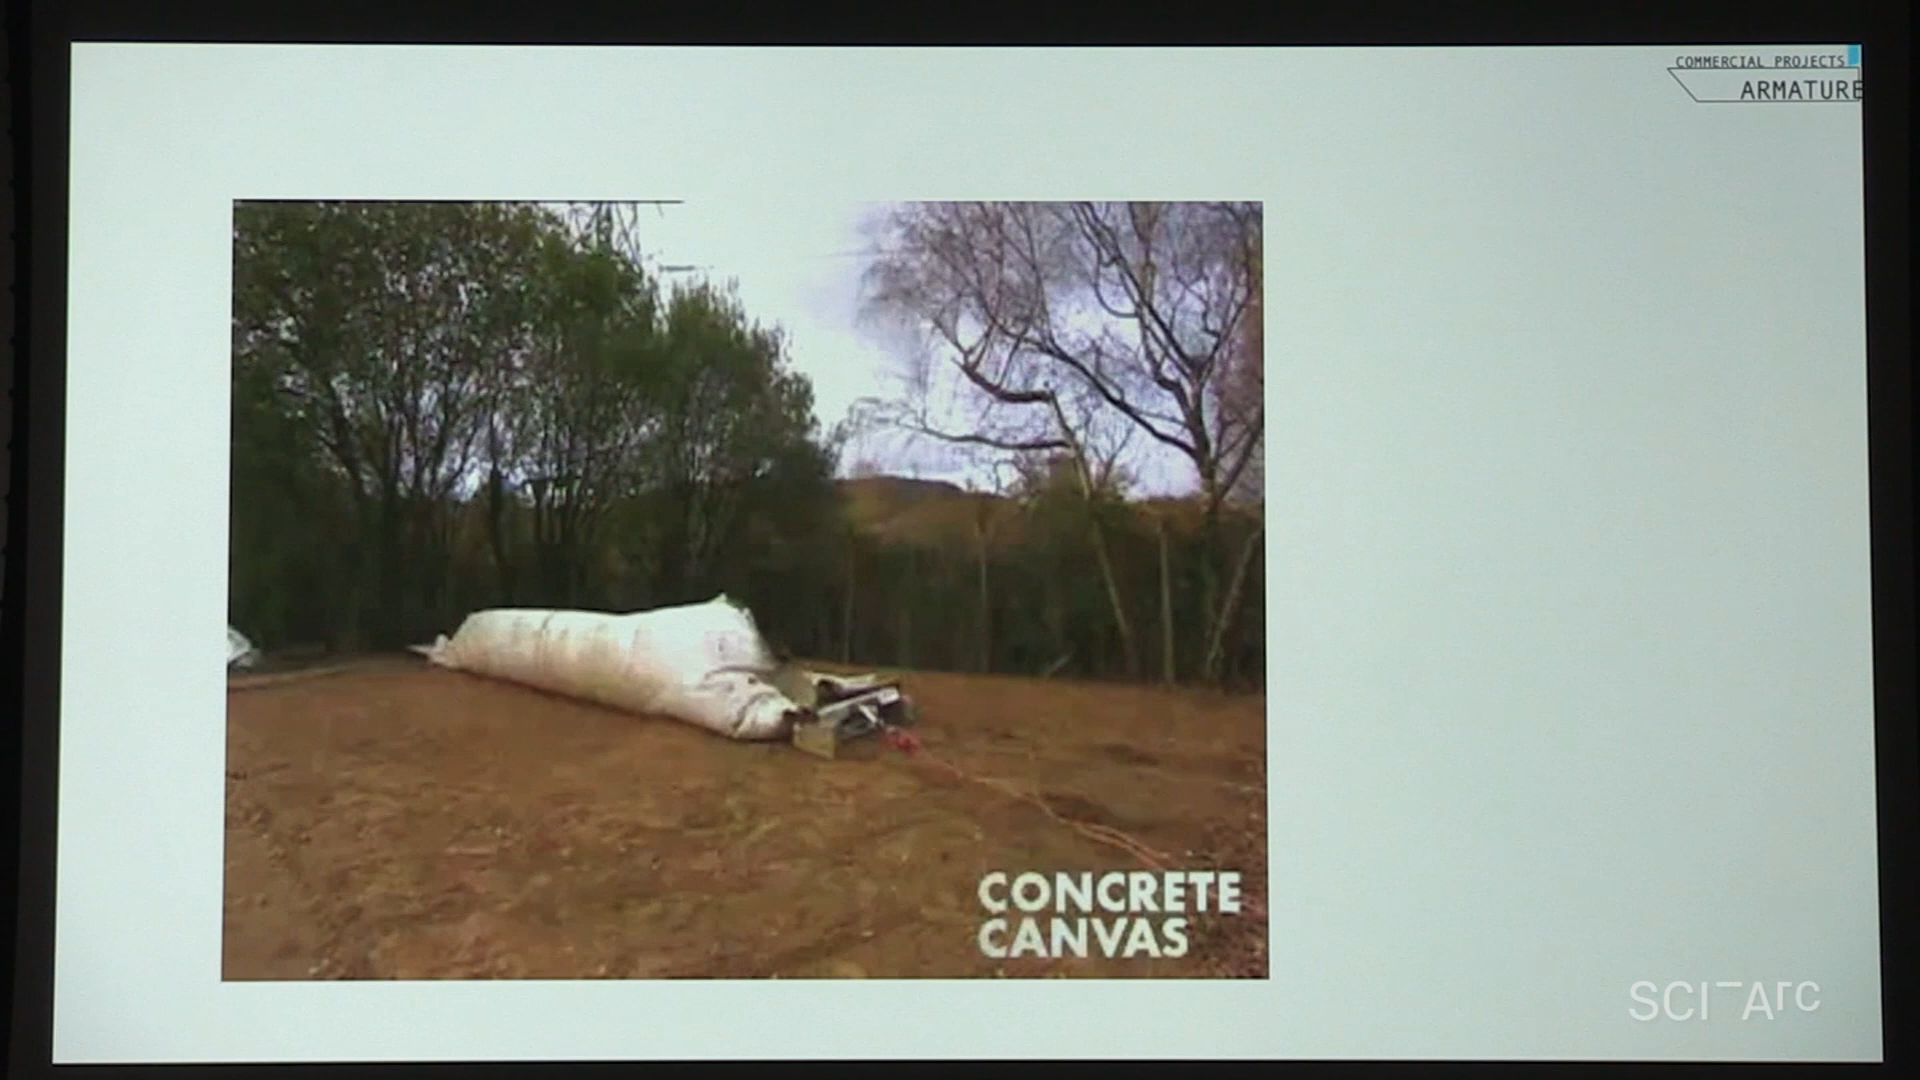 COMMERCIAL PROJECTS
ARMATURE
CONCRETE
CANVAS
SCI-Arc